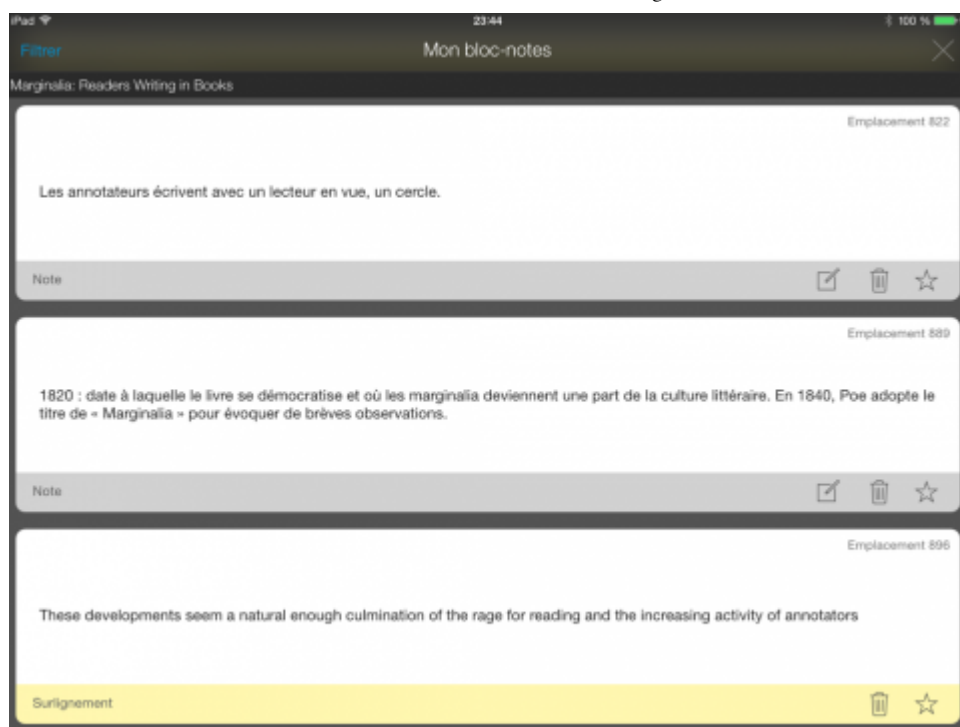 iPad
23:44
100 %
Filtrer
Mon bloc-notes
Marginalia: Readers Writing in Books
Emplacement 822
Les annotateurs écrivent avec un lecteur en vue, un cercle.
Note
Emplacement 889
1820 : date à laquelle le livre se démocratise et où les marginalia deviennent une part de la culture littéraire. En 1840, Poe adopte le
titre de « Marginalia » pour évoquer de brèves observations.
Note
Emplacement 896
These developments seem a natural enough culmination of the rage for reading and the increasing activity of annotators
Surlignement